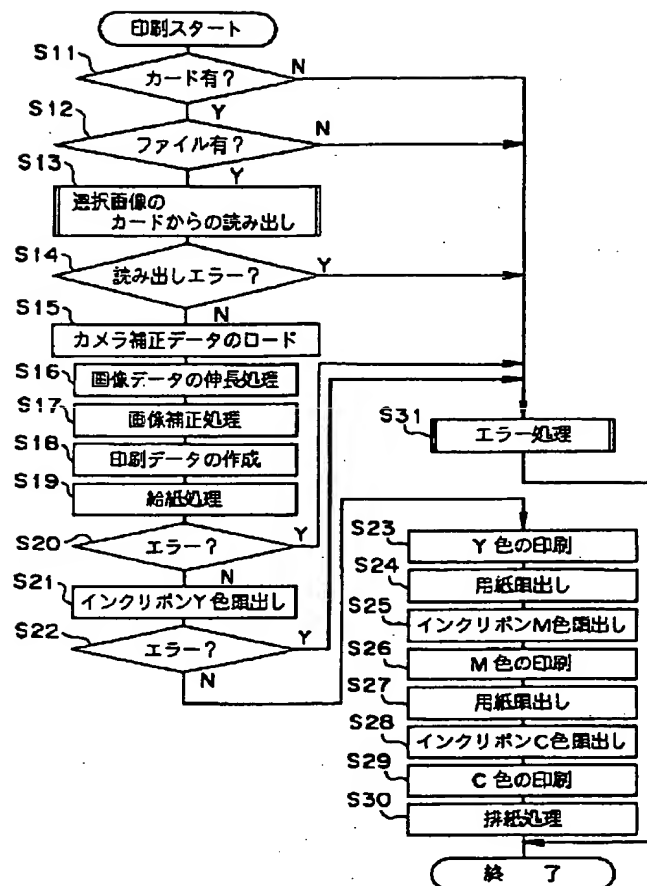 印刷スタート
S11
カード有?
N
Y
S12
ファイル有?
N
Y
S13
選択画像の
カードからの読み出し
S14
読み出しエラー?
Y
N
S15
カメラ補正データのロード
S16
画像データの伸長処理
S17
画像補正処理
S18
印刷データの作成
S19
給紙処理
S20
エラー?
Y
N
S21
インクリボンY色頭出し
S22
エラー?
Y
N
S31
エラー処理
S23
Y色の印刷
S24
用紙頭出し
S25
インクリボンM色頭出し
S26
M色の印刷
S27
用紙頭出し
S28
インクリボンC色頭出し
S29
C色の印刷
S30
排紙処理
終 了